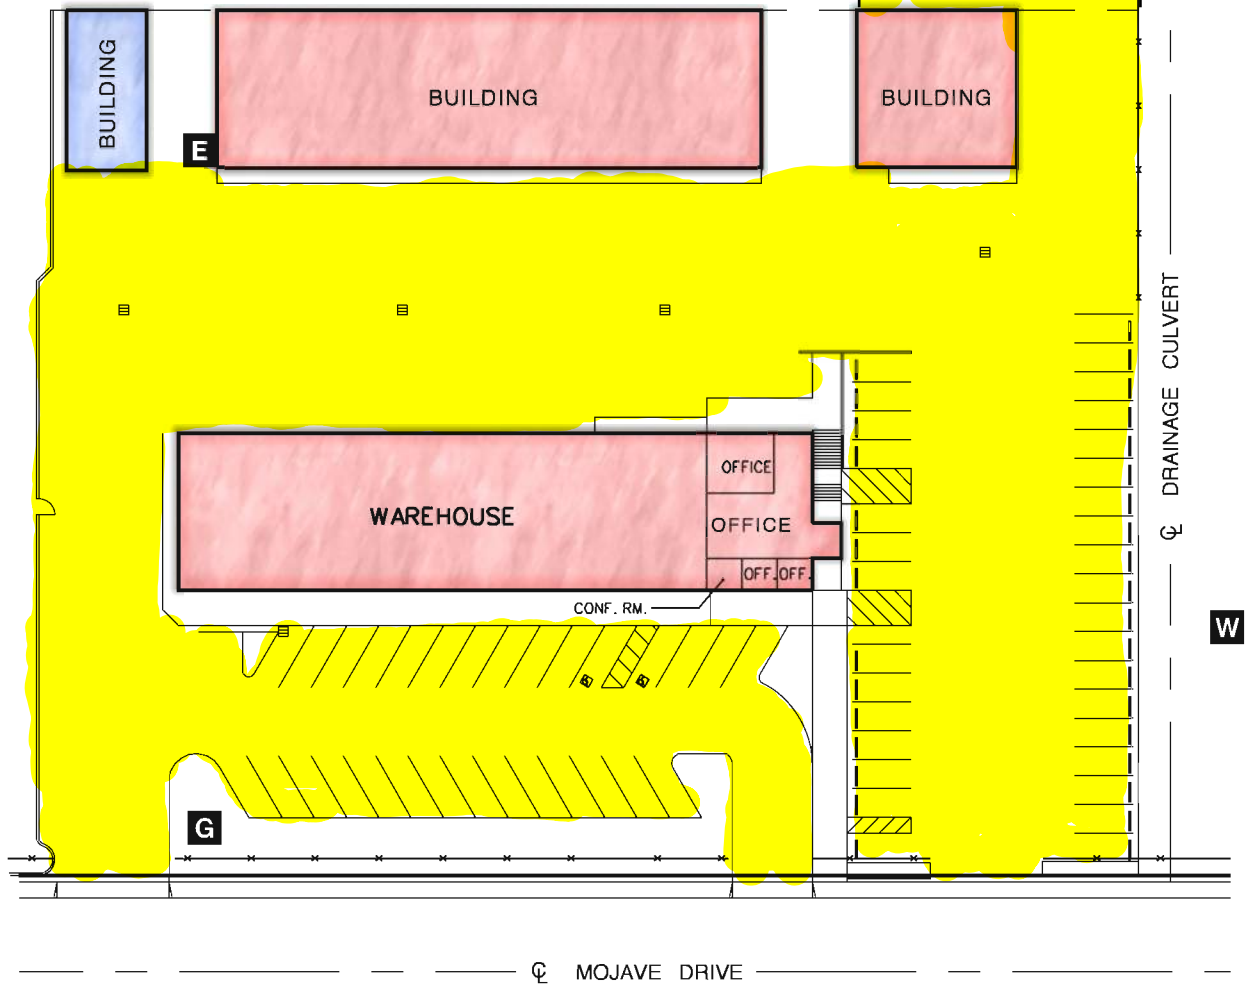 BUILDING
BUILDING
BUILDING
E
DRAINAGE CULVERT
℄
OFFICE
WAREHOUSE
OFFICE
OFF. OFF.
CONF. RM.
W
G
℄ MOJAVE DRIVE